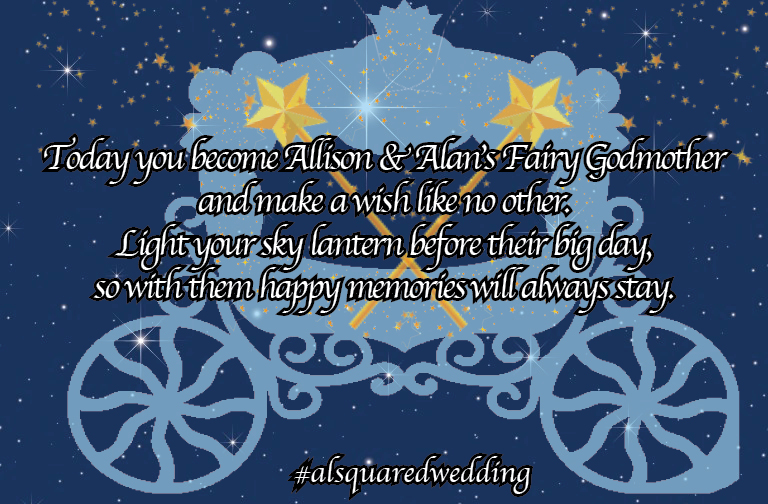 Today you become Allison & Alan's Fairy Godmother
and make a wish like no other.
Light your sky lantern before their big day,
so with them happy memories will always stay.
#alsquaredwedding